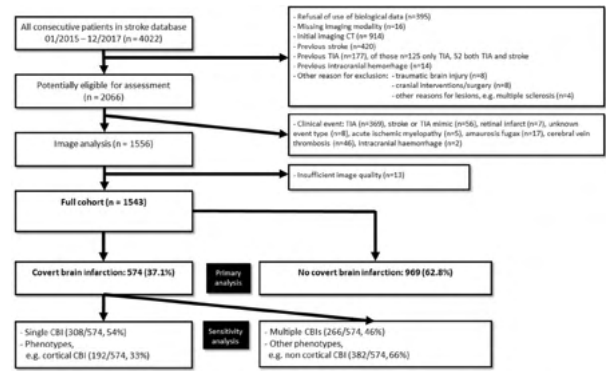 All consecutive patients in stroke database
01/2015 – 12/2017 (n = 4022)
- Refusal of use of biological data (n=395)
- Missing imaging modality (n=16)
- Initial imaging CT (n= 914)
- Previous stroke (n=420)
- Previous TIA (n=177), of those n=125 only TIA, 52 both TIA and stroke
- Previous intracranial hemorrhage (n=14)
- Other reason for exclusion: - traumatic brain injury (n=8)
- cranial interventions/surgery (n=8)
- other reasons for lesions, e.g. multiple sclerosis (n=4)
Potentially eligible for assessment
(n = 2066)
- Clinical event: TIA (n=369), stroke or TIA mimic (n=56), retinal infarct (n=7), unknown
event type (n=8), acute ischemic myelopathy (n=5), amaurosis fugax (n=17), cerebral vein
thrombosis (n=46), intracranial haemorrhage (n=2)
Image analysis (n = 1556)
- Insufficient image quality (n=13)
Full cohort (n = 1543)
Covert brain infarction: 574 (37.1%)
Primary
analysis
No covert brain infarction: 969 (62.8%)
- Single CBI (308/574, 54%)
- Phenotypes,
e.g. cortical CBI (192/574, 33%)
Sensitivity
analysis
- Multiple CBIs (266/574, 46%)
- Other
phenotypes,
e.g. non cortical CBI (382/574, 66%)